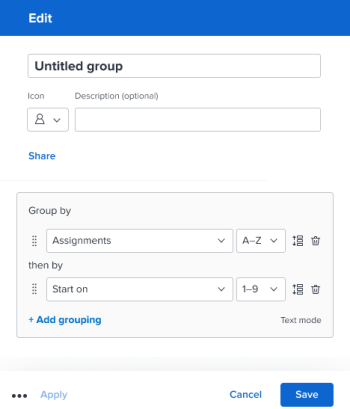 Edit
Untitled group
Icon
Description (optional)
Share
Group by
Assignments
A–Z
then by
Start on
1–9
+ Add grouping
Text mode
Apply
Cancel
Save